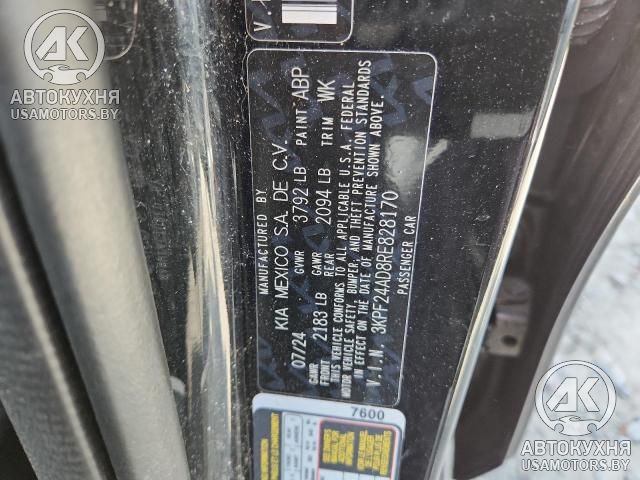 AK
АВТОКУХНЯ
USAMOTORS.BY
MANUFACTURED BY
KIA MEXICO S.A. DE C.V.
07/24 GVWR 3792 LB PAINT ABP
GAWR FRONT 2183 LB GAWR REAR 2094 LB TRIM WK
THIS VEHICLE CONFORMS TO ALL APPLICABLE U.S.A. FEDERAL
MOTOR VEHICLE SAFETY, BUMPER, AND THEFT PREVENTION STANDARDS
IN EFFECT ON THE DATE OF MANUFACTURE SHOWN ABOVE.
V.I.N. 3KPF24AD8RE828170
PASSENGER CAR
7600
AK
АВТОКУХНЯ
USAMOTORS.BY